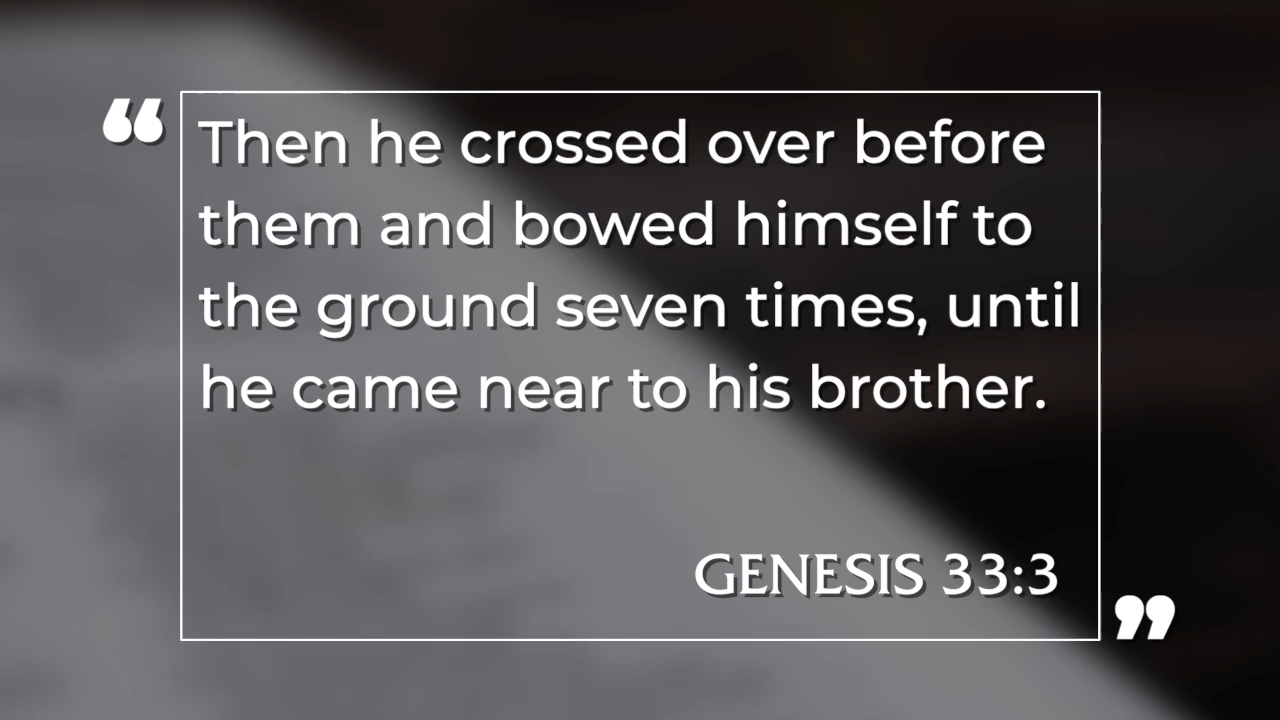 “
Then he crossed over before
them and bowed himself to
the ground seven times, until
he came near to his brother.
GENESIS 33:3
”